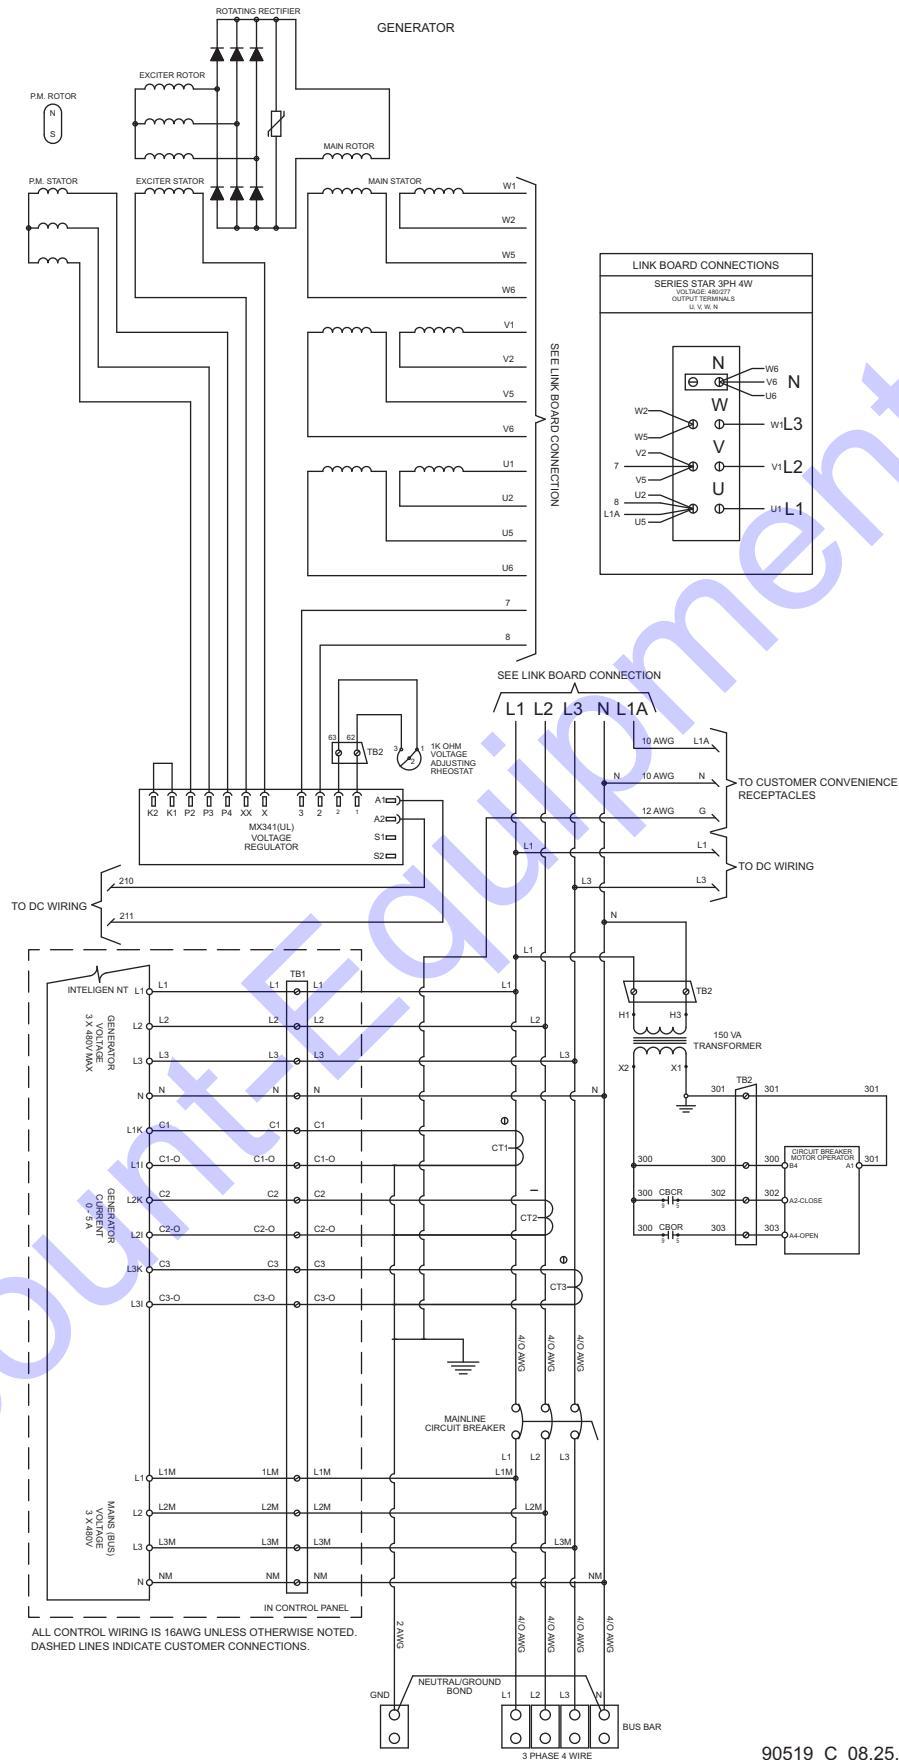 ROTATING RECTIFIER
GENERATOR
EXCITER ROTOR
P.M. ROTOR
N
S
MAIN ROTOR
P.M. STATOR
EXCITER STATOR
MAIN STATOR
W1
W2
W5
W6
V1
V2
V5
V6
U1
U2
U5
U6
7
8
SEE LINK BOARD CONNECTION
LINK BOARD CONNECTIONS
SERIES STAR 3PH 4W
VOLTAGE: 480/277
OUTPUT TERMINALS
U, V, W, N
N
W6
V6 N
U6
W
W2
W5
W1 L3
V
V2
7
V5
V1 L2
U
U2
8
L1A
U5
U1 L1
SEE LINK BOARD CONNECTION
L1 L2 L3 N L1A
63 62
TB2
3 1
2
1K OHM
VOLTAGE
ADJUSTING
RHEOSTAT
10 AWG L1A
N 10 AWG N
TO CUSTOMER CONVENIENCE
RECEPTACLES
12 AWG G
L1 L1
TO DC WIRING
L3 L3
K2 K1 P2 P3 P4 XX X 3 2 2 1
A1
A2
S1
S2
MX341(UL)
VOLTAGE
REGULATOR
210
TO DC WIRING
211
N
L1
TB2
H1 H3
150 VA
TRANSFORMER
X2 X1
INTELIGEN NT
TB1
GENERATOR
VOLTAGE
3 X 480V MAX
L1 L1 L1 L1 L1
L2 L2 L2 L2 L2
L3 L3 L3 L3 L3
N N N N N
L1K C1 C1 C1
L1I C1-O C1-O C1-O
CT1
GENERATOR
CURRENT
0 - 5 A
L2K C2 C2 C2
L2I C2-O C2-O C2-O
CT2
L3K C3 C3 C3
L3I C3-O C3-O C3-O
CT3
TB2
301 301 301
300 300 300 B4
CIRCUIT BREAKER
MOTOR OPERATOR
A1 301
300 CBCR 302 302 A2-CLOSE
9 5
300 CBOR 303 303 A4-OPEN
9 5
4/O AWG
4/O AWG
4/O AWG
MAINLINE
CIRCUIT BREAKER
L1 L2 L3
MAINS (BUS)
VOLTAGE
3 X 480V
L1 L1M 1LM L1M L1M
L2 L2M L2M L2M L2M
L3 L3M L3M L3M L3M
N NM NM NM NM
IN CONTROL PANEL
ALL CONTROL WIRING IS 16AWG UNLESS OTHERWISE NOTED.
DASHED LINES INDICATE CUSTOMER CONNECTIONS.
2 AWG
4/O AWG
4/O AWG
4/O AWG
4/O AWG
NEUTRAL/GROUND
BOND
GND
L1 L2 L3 N
BUS BAR
3 PHASE 4 WIRE
90519 C 08.25.
ount-Equipment